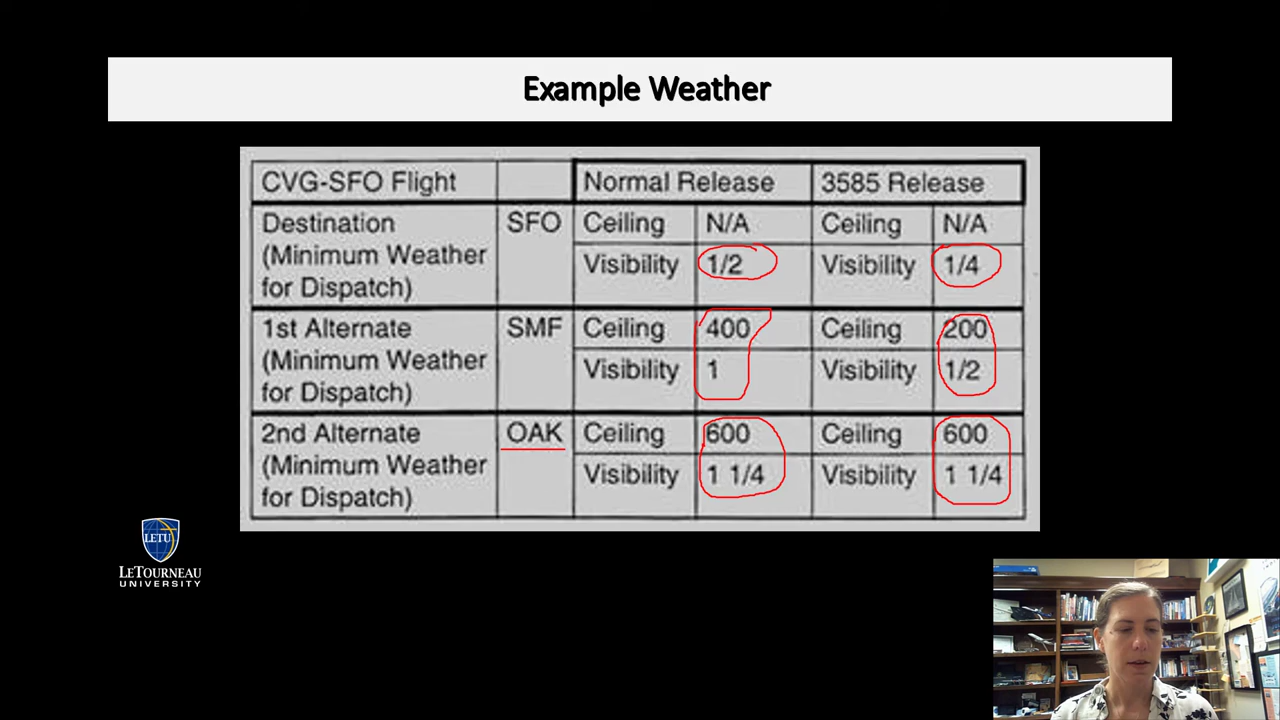 Example Weather
CVG-SFO Flight Normal Release 3585 Release
Destination SFO Ceiling N/A Ceiling N/A
(Minimum Weather Visibility 1/2 Visibility 1/4
for Dispatch)
1st Alternate SMF Ceiling 400 Ceiling 200
(Minimum Weather Visibility 1 Visibility 1/2
for Dispatch)
2nd Alternate OAK Ceiling 600 Ceiling 600
(Minimum Weather Visibility 1 1/4 Visibility 1 1/4
for Dispatch)
LETU
LETOURNEAU
UNIVERSITY